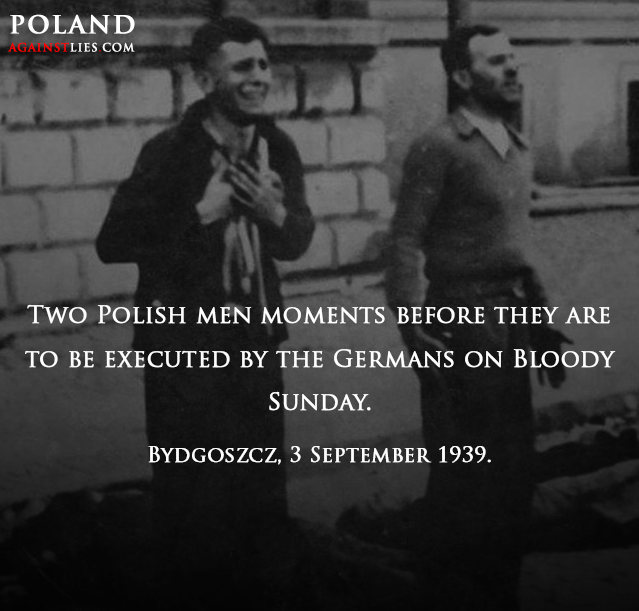 POLAND
AGAINSTLIES.COM
TWO POLISH MEN MOMENTS BEFORE THEY ARE
TO BE EXECUTED BY THE GERMANS ON BLOODY
SUNDAY.
BYDGOSZCZ, 3 SEPTEMBER 1939.